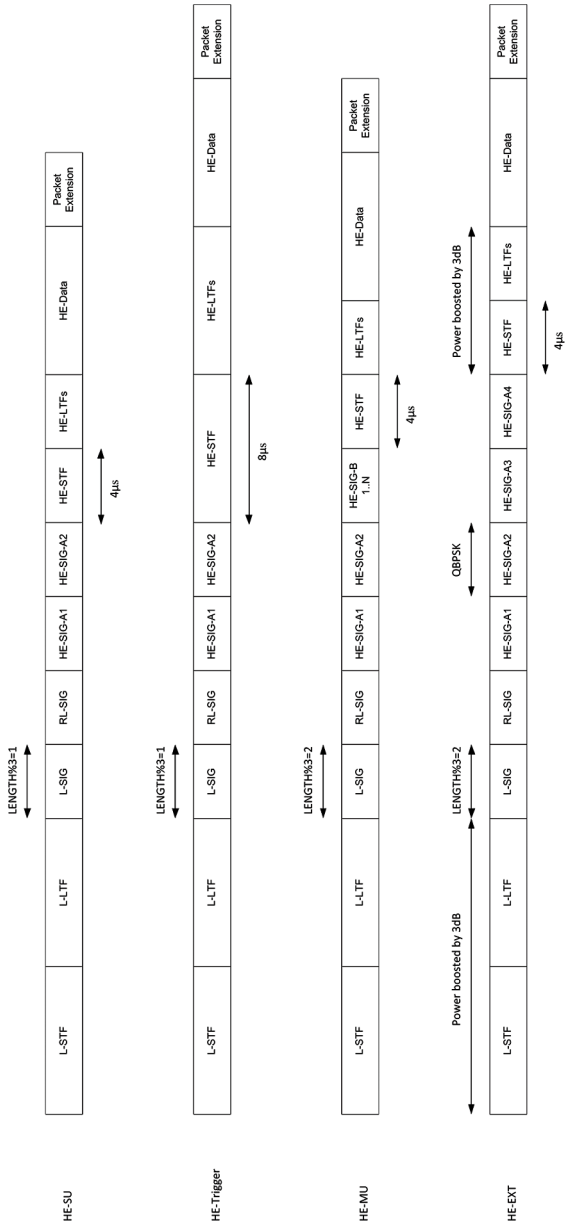 HE-SU
LENGTH%3=1
L-STF
L-LTF
L-SIG
RL-SIG
HE-SIG-A1
HE-SIG-A2
HE-STF
HE-LTFs
HE-Data
Packet
Extension
4μs
HE-Trigger
LENGTH%3=1
L-STF
L-LTF
L-SIG
RL-SIG
HE-SIG-A1
HE-SIG-A2
HE-STF
HE-LTFs
HE-Data
Packet
Extension
8μs
HE-MU
LENGTH%3=2
L-STF
L-LTF
L-SIG
RL-SIG
HE-SIG-A1
HE-SIG-A2
HE-SIG-B
1..N
HE-STF
HE-LTFs
HE-Data
Packet
Extension
4μs
HE-EXT
Power boosted by 3dB
LENGTH%3=2
QBPSK
Power boosted by 3dB
L-STF
L-LTF
L-SIG
RL-SIG
HE-SIG-A1
HE-SIG-A2
HE-SIG-A3
HE-SIG-A4
HE-STF
HE-LTFs
HE-Data
Packet
Extension
4μs